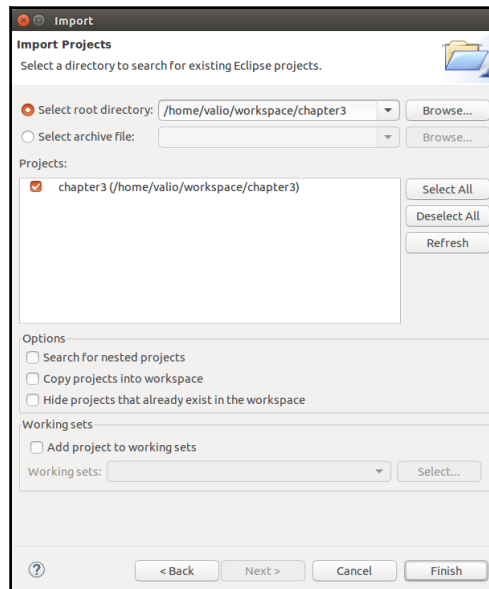 Import
Import Projects
Select a directory to search for existing Eclipse projects.
Select root directory: /home/valio/workspace/chapter3 Browse...
Select archive file: Browse...
Projects:
chapter3 (/home/valio/workspace/chapter3)
Select All
Deselect All
Refresh
Options
Search for nested projects
Copy projects into workspace
Hide projects that already exist in the workspace
Working sets
Add project to working sets
Working sets: Select...
? < Back Next > Cancel Finish